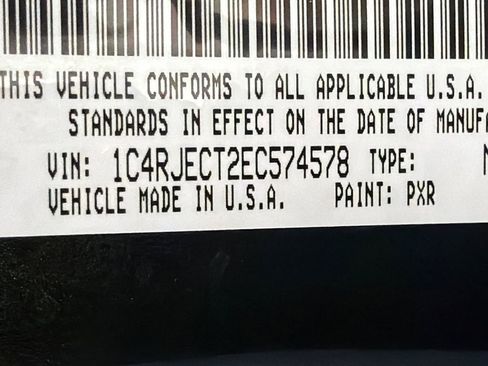 THIS VEHICLE CONFORMS TO ALL APPLICABLE U.S.A.
STANDARDS IN EFFECT ON THE DATE OF MANUFA
VIN: 1C4RJECT2EC574578 TYPE: M
VEHICLE MADE IN U.S.A. PAINT: PXR